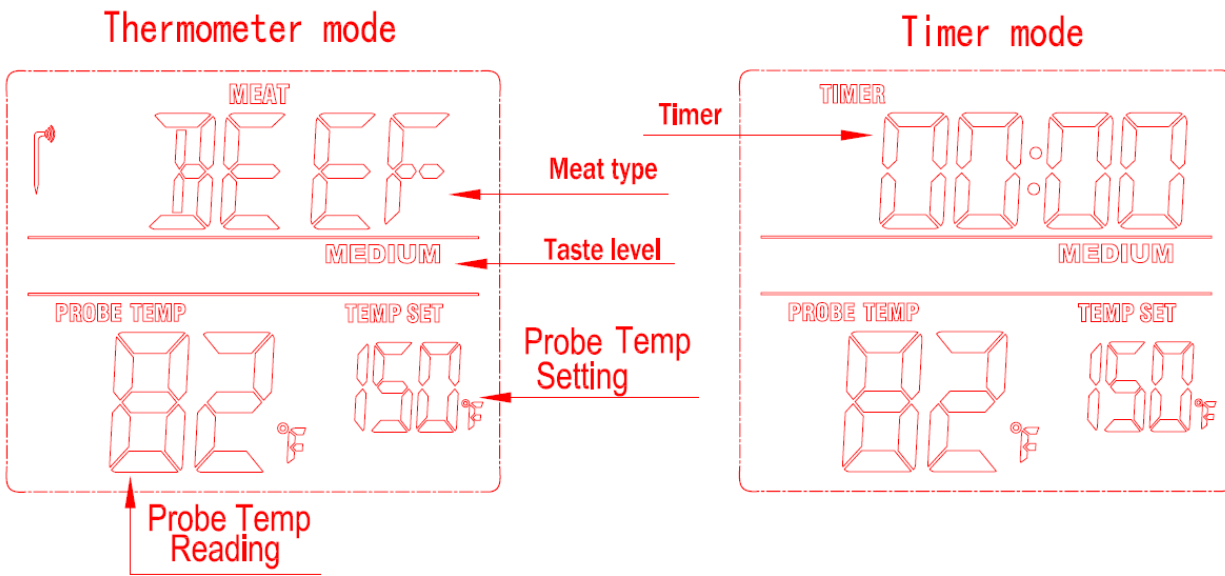 Thermometer mode
MEAT
BEEF
MEDIUM
PROBE TEMP
TEMP SET
82°F
150°F
Timer
Meat type
Taste level
Probe Temp
Setting
Probe Temp
Reading
Timer mode
TIMER
00:00
MEDIUM
PROBE TEMP
TEMP SET
82°F
150°F